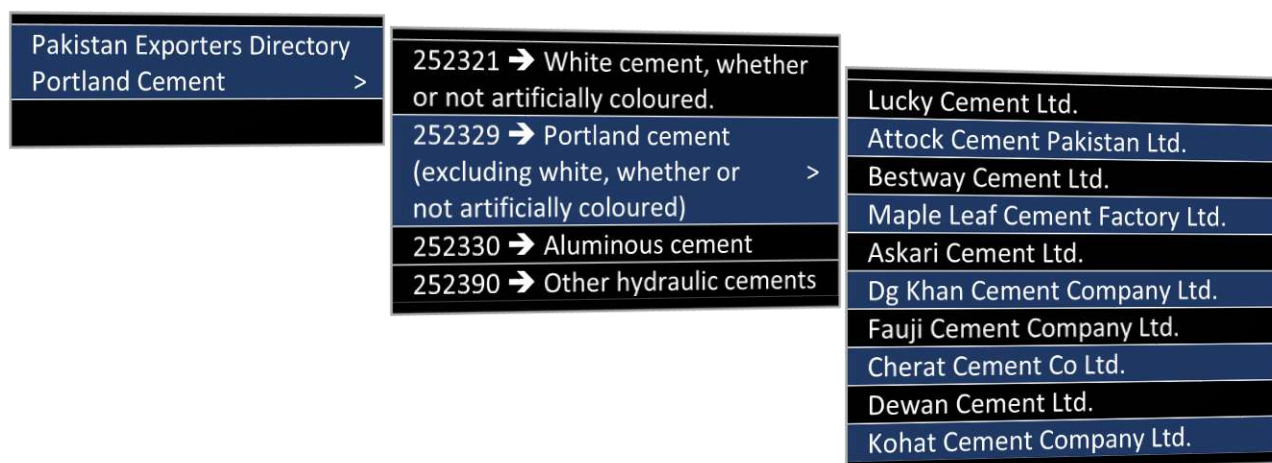 Pakistan Exporters Directory
Portland Cement >
252321 ➔ White cement, whether
or not artificially coloured.
252329 ➔ Portland cement
(excluding white, whether or >
not artificially coloured)
252330 ➔ Aluminous cement
252390 ➔ Other hydraulic cements
Lucky Cement Ltd.
Attock Cement Pakistan Ltd.
Bestway Cement Ltd.
Maple Leaf Cement Factory Ltd.
Askari Cement Ltd.
Dg Khan Cement Company Ltd.
Fauji Cement Company Ltd.
Cherat Cement Co Ltd.
Dewan Cement Ltd.
Kohat Cement Company Ltd.